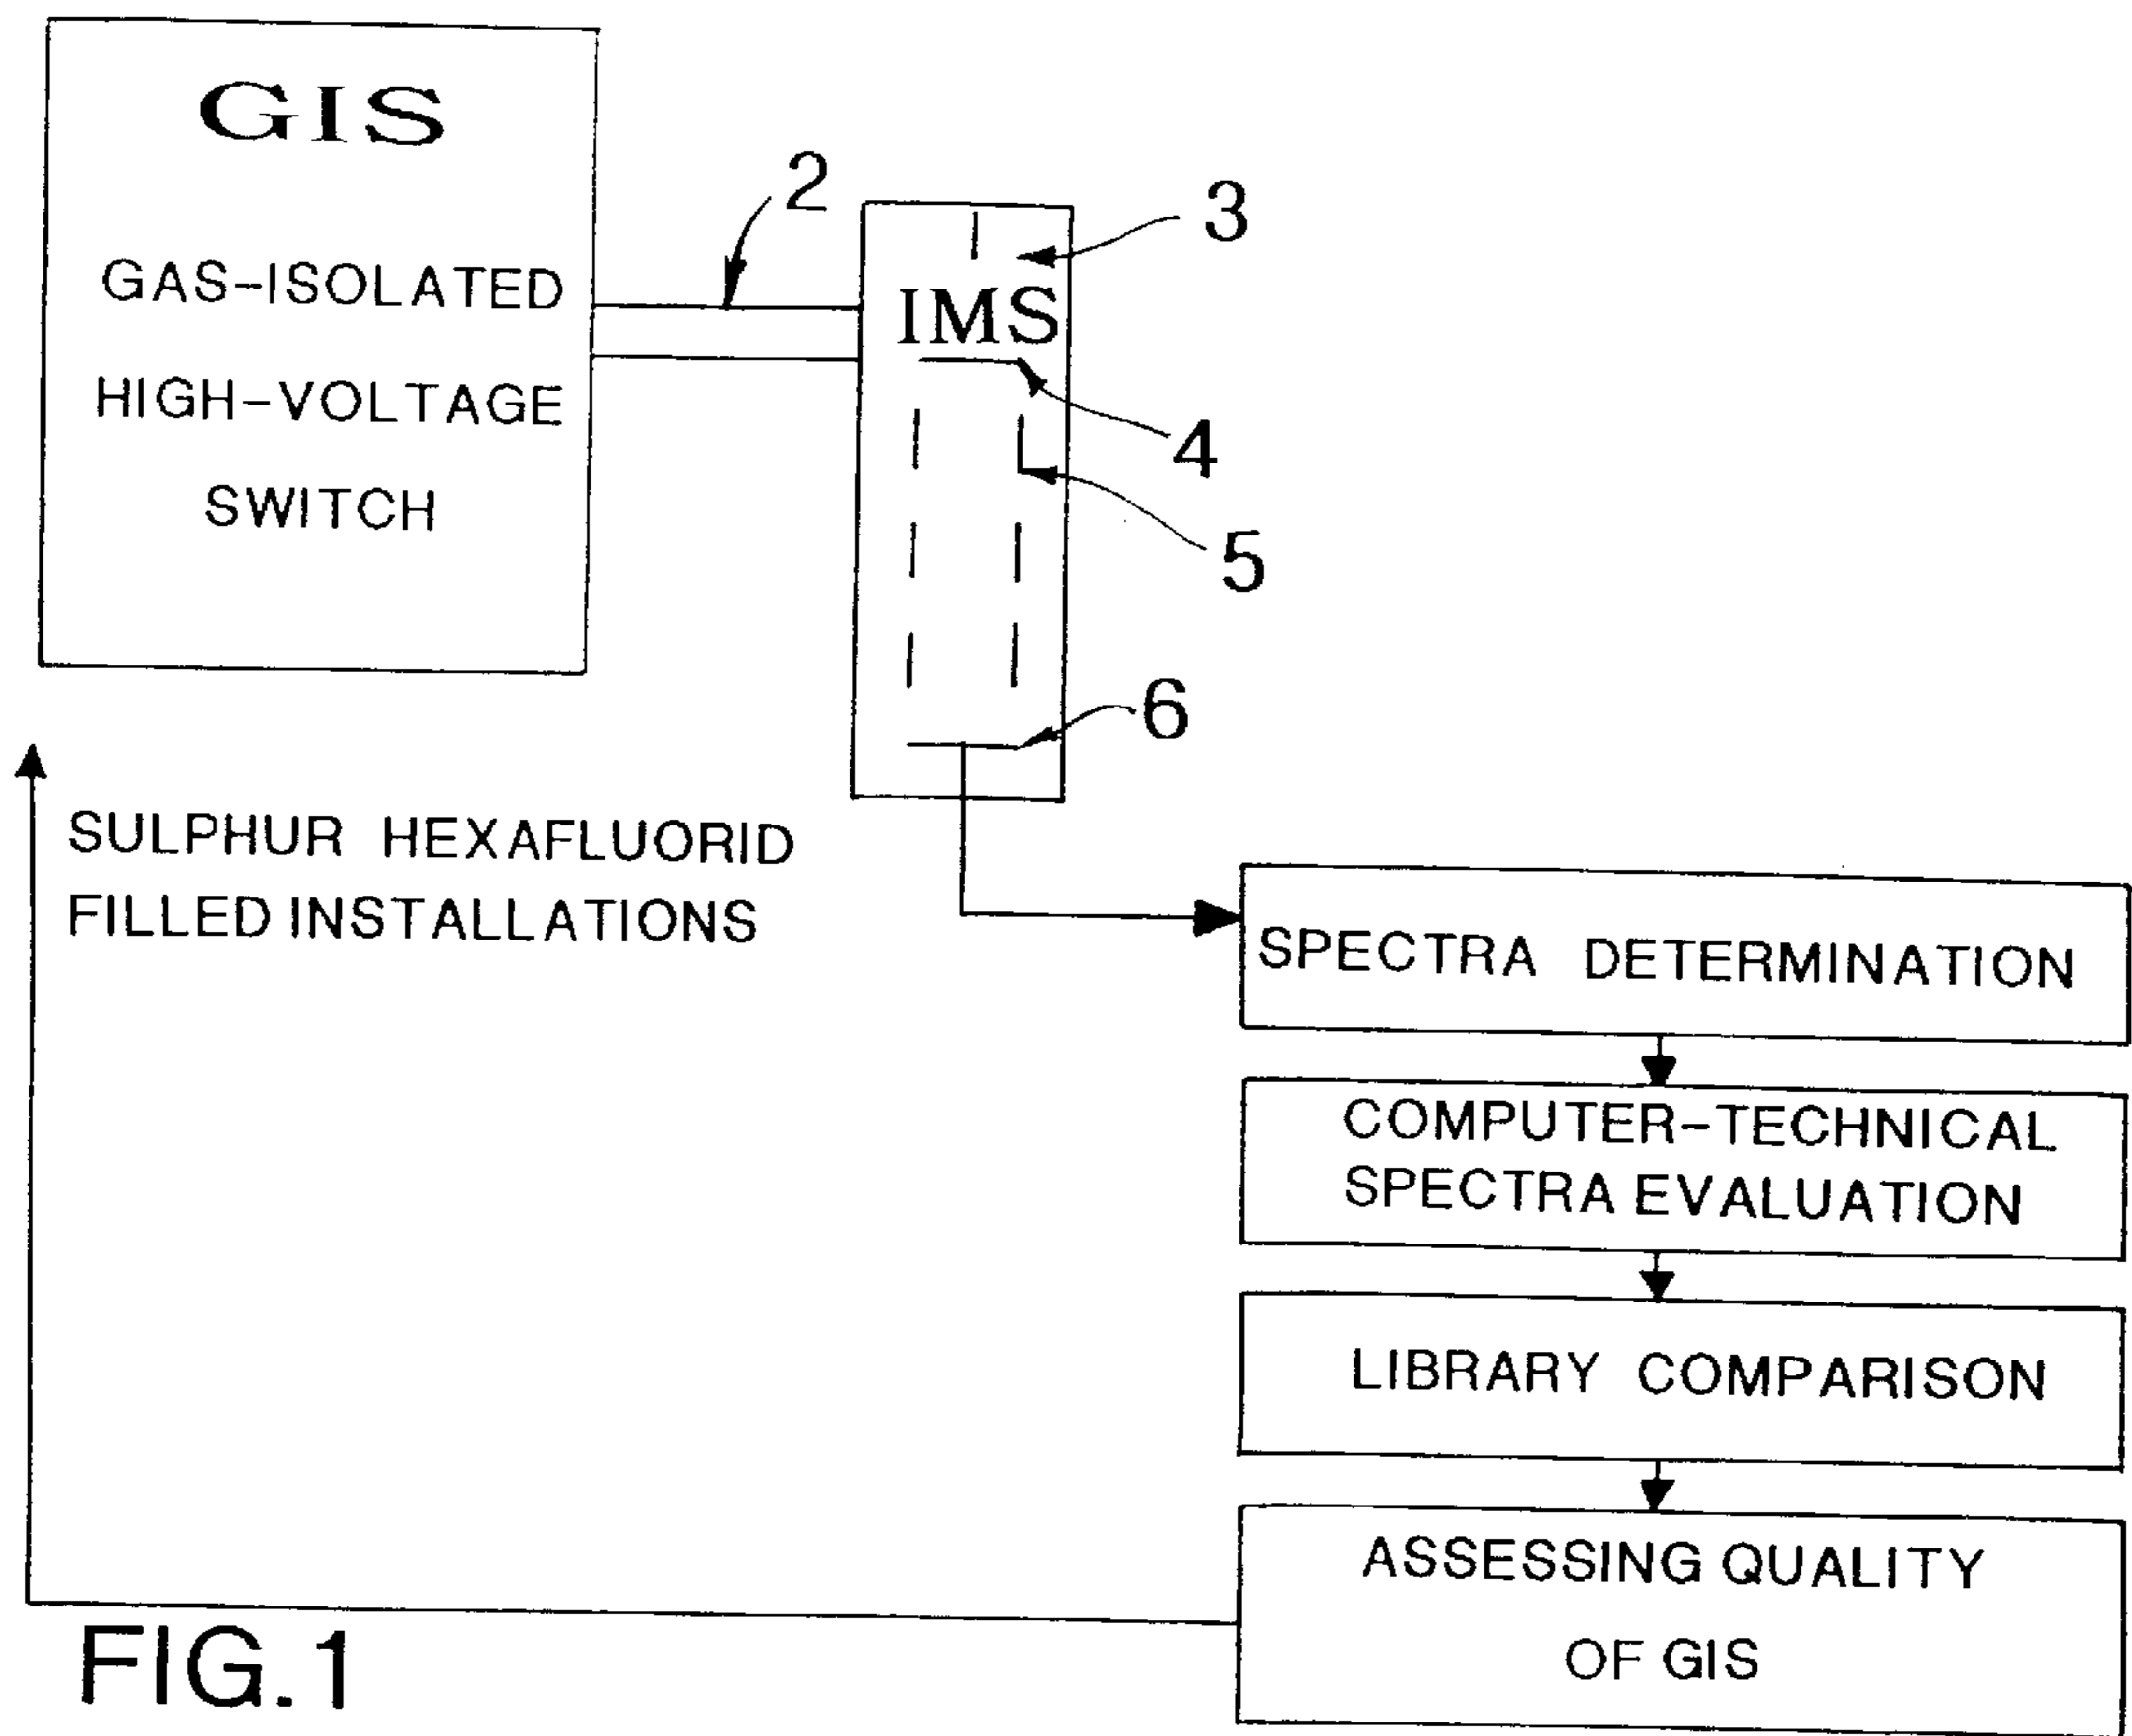 GIS
GAS-ISOLATED
HIGH-VOLTAGE
SWITCH
2
3
IMS
4
5
6
SULPHUR HEXAFLUORID
FILLED INSTALLATIONS
SPECTRA DETERMINATION
COMPUTER-TECHNICAL
SPECTRA EVALUATION
LIBRARY COMPARISON
ASSESSING QUALITY
OF GIS
FIG.1